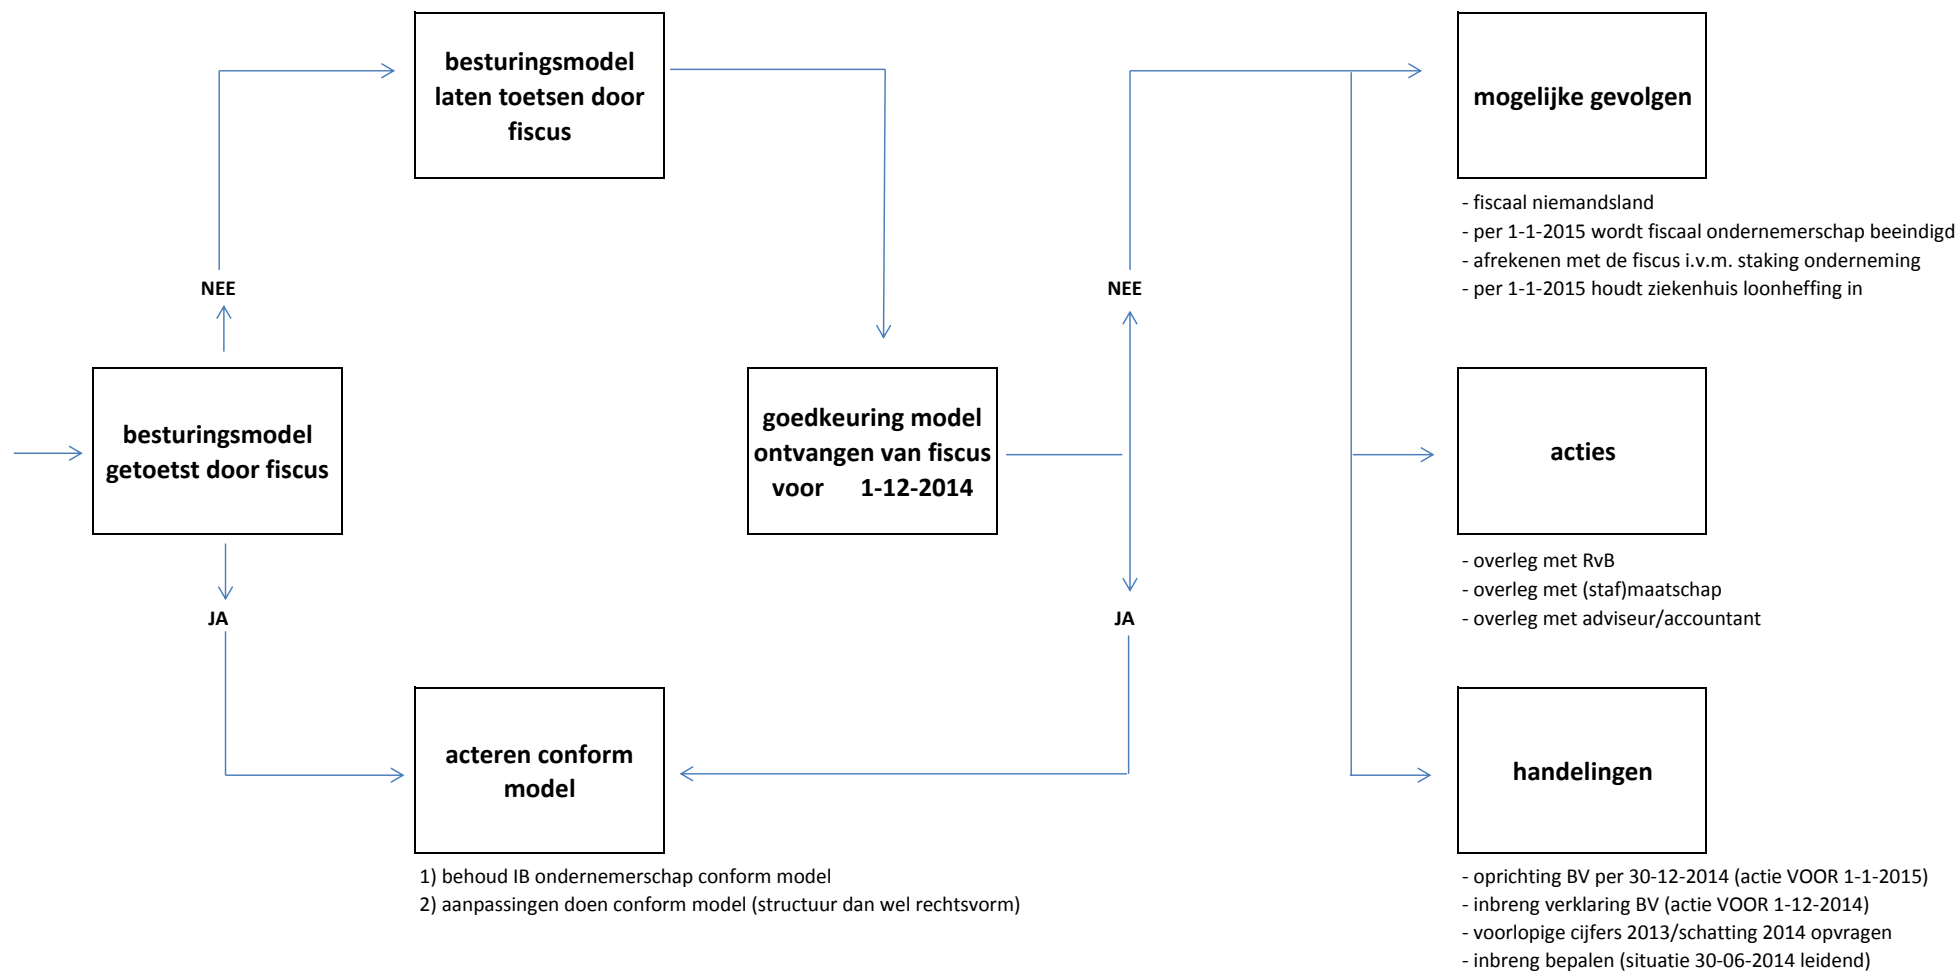 besturingsmodel
laten toetsen door
fiscus
mogelijke gevolgen
- fiscaal niemandsland
- per 1-1-2015 wordt fiscaal ondernemerschap beeindigd
- afrekenen met de fiscus i.v.m. staking onderneming
- per 1-1-2015 houdt ziekenhuis loonheffing in
NEE
NEE
besturingsmodel
getoetst door fiscus
goedkeuring model
ontvangen van fiscus
voor 1-12-2014
acties
- overleg met RvB
- overleg met (staf)maatschap
- overleg met adviseur/accountant
JA
JA
acteren conform
model
1) behoud IB ondernemerschap conform model
2) aanpassingen doen conform model (structuur dan wel rechtsvorm)
handelingen
- oprichting BV per 30-12-2014 (actie VOOR 1-1-2015)
- inbreng verklaring BV (actie VOOR 1-12-2014)
- voorlopige cijfers 2013/schatting 2014 opvragen
- inbreng bepalen (situatie 30-06-2014 leidend)